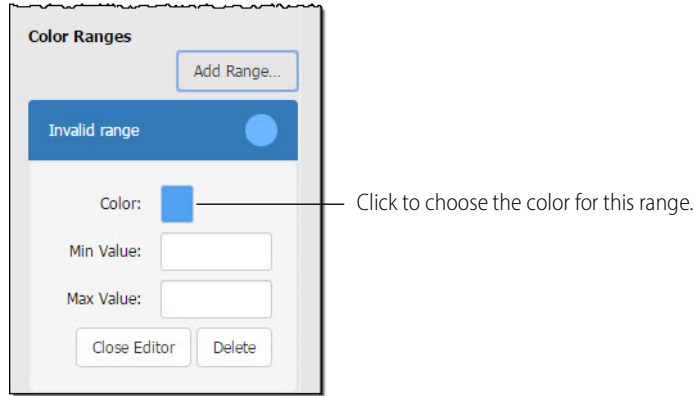 Color Ranges
Add Range...
Invalid range
Color:
Click to choose the color for this range.
Min Value:
Max Value:
Close Editor
Delete